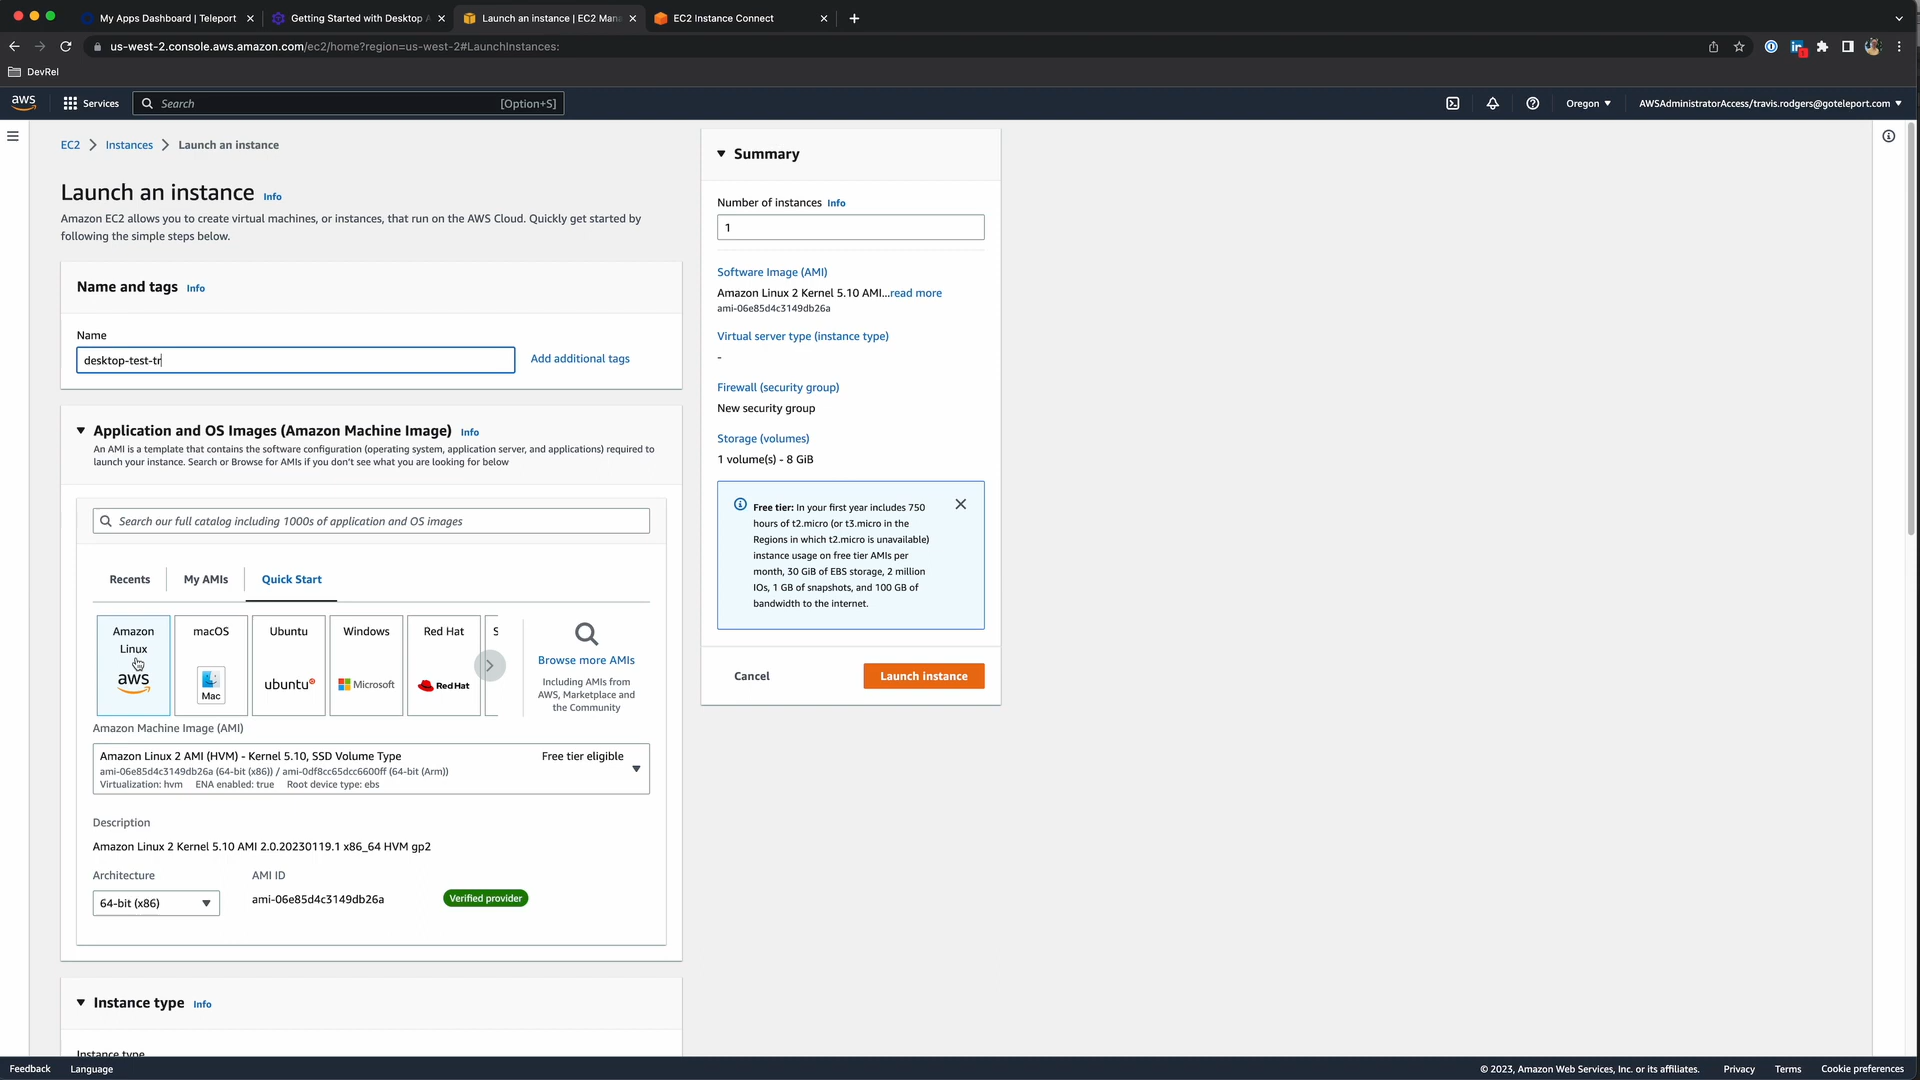 My Apps Dashboard | Teleport
Getting Started with Desktop A
Launch an instance | EC2 Man
EC2 Instance Connect
us-west-2.console.aws.amazon.com/ec2/home?region=us-west-2#LaunchInstances:
DevRel
aws
Services
Search
[Option+S]
Oregon
AWSAdministratorAccess/travis.rodgers@goteleport.com
EC2
Instances
Launch an instance
Launch an instance Info
Amazon EC2 allows you to create virtual machines, or instances, that run on the AWS Cloud. Quickly get started by
following the simple steps below.
Name and tags Info
Name
desktop-test-tr
Add additional tags
Application and OS Images (Amazon Machine Image) Info
An AMI is a template that contains the software configuration (operating system, application server, and applications) required to
launch your instance. Search or Browse for AMIs if you don't see what you are looking for below
Search our full catalog including 1000s of application and OS images
Recents
My AMIs
Quick Start
Amazon
Linux
aws
macOS
Mac
Ubuntu
ubuntu
Windows
Microsoft
Red Hat
RedHat
S
Browse more AMIs
Including AMIs from
AWS, Marketplace and
the Community
Amazon Machine Image (AMI)
Amazon Linux 2 AMI (HVM) - Kernel 5.10, SSD Volume Type
Free tier eligible
ami-06e85d4c3149db26a (64-bit (x86)) / ami-0df8cc65dcc6600ff (64-bit (Arm))
Virtualization: hvm ENA enabled: true Root device type: ebs
Description
Amazon Linux 2 Kernel 5.10 AMI 2.0.20230119.1 x86_64 HVM gp2
Architecture
AMI ID
64-bit (x86)
ami-06e85d4c3149db26a
Verified provider
Instance type Info
Instance type
Summary
Number of instances Info
1
Software Image (AMI)
Amazon Linux 2 Kernel 5.10 AMI...read more
ami-06e85d4c3149db26a
Virtual server type (instance type)
-
Firewall (security group)
New security group
Storage (volumes)
1 volume(s) - 8 GiB
Free tier: In your first year includes 750
hours of t2.micro (or t3.micro in the
Regions in which t2.micro is unavailable)
instance usage on free tier AMIs per
month, 30 GiB of EBS storage, 2 million
IOs, 1 GB of snapshots, and 100 GB of
bandwidth to the internet.
Cancel
Launch instance
Feedback
Language
© 2023, Amazon Web Services, Inc. or its affiliates.
Privacy
Terms
Cookie preferences